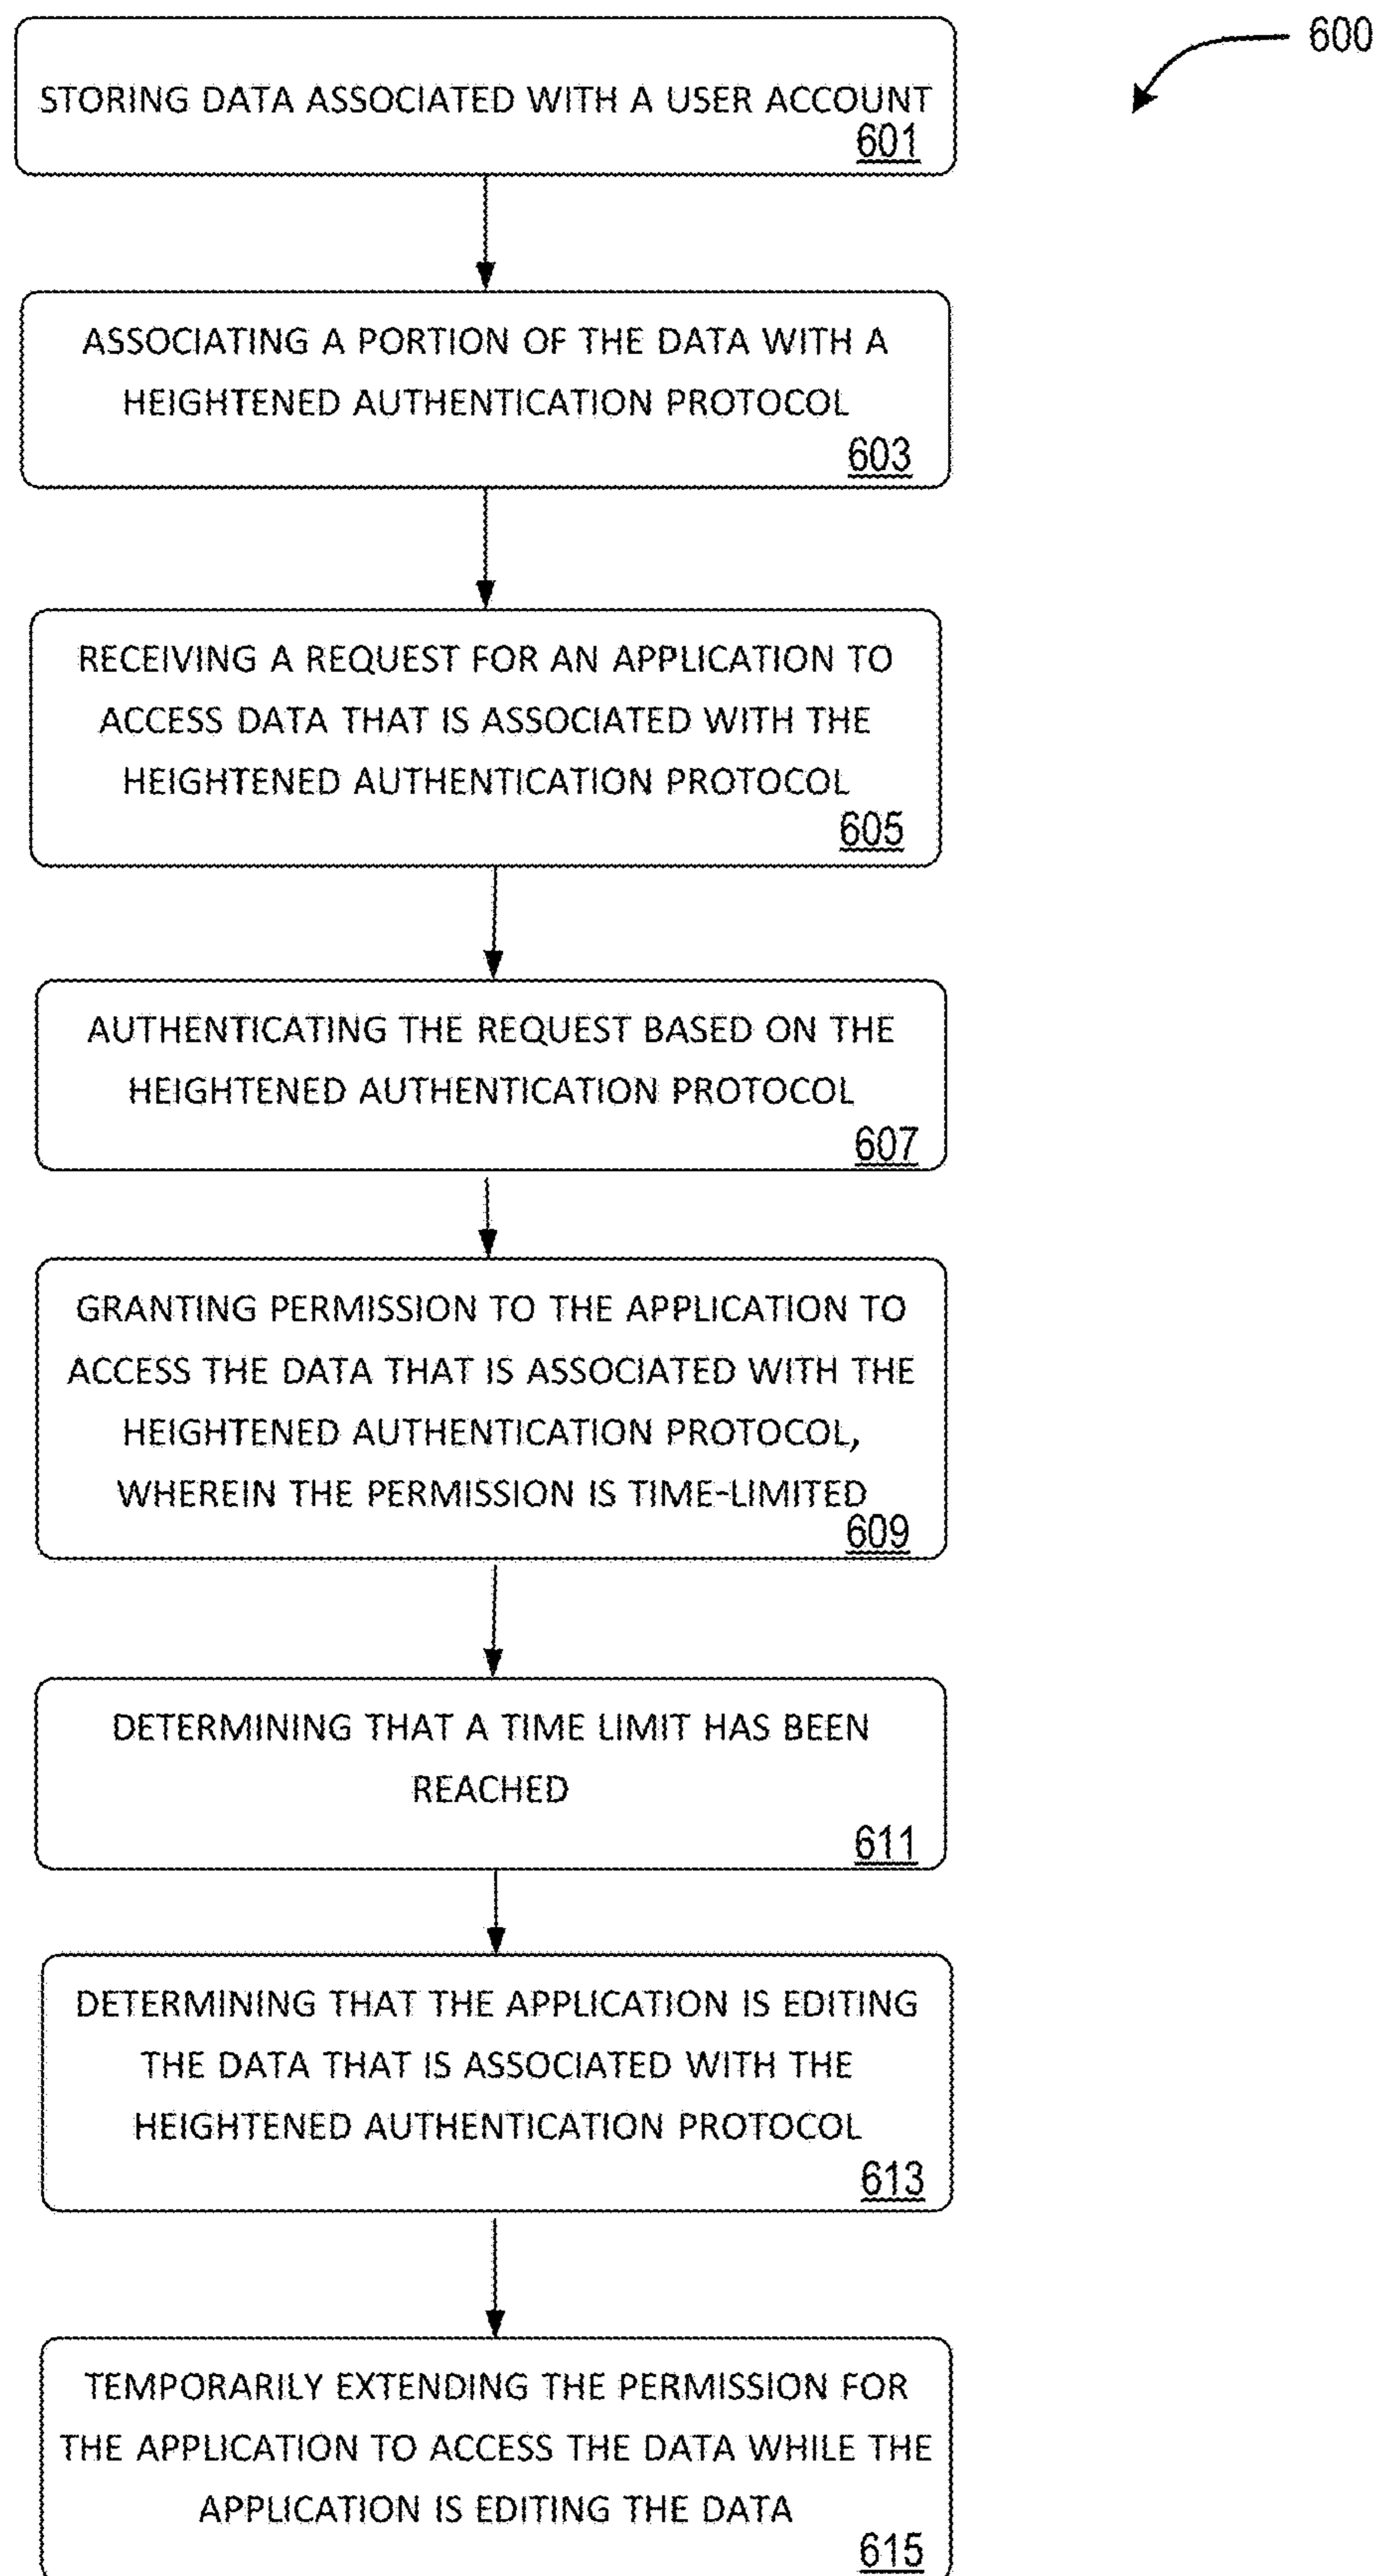 600
STORING DATA ASSOCIATED WITH A USER ACCOUNT
601
ASSOCIATING A PORTION OF THE DATA WITH A
HEIGHTENED AUTHENTICATION PROTOCOL
603
RECEIVING A REQUEST FOR AN APPLICATION TO
ACCESS DATA THAT IS ASSOCIATED WITH THE
HEIGHTENED AUTHENTICATION PROTOCOL
605
AUTHENTICATING THE REQUEST BASED ON THE
HEIGHTENED AUTHENTICATION PROTOCOL
607
GRANTING PERMISSION TO THE APPLICATION TO
ACCESS THE DATA THAT IS ASSOCIATED WITH THE
HEIGHTENED AUTHENTICATION PROTOCOL,
WHEREIN THE PERMISSION IS TIME-LIMITED
609
DETERMINING THAT A TIME LIMIT HAS BEEN
REACHED
611
DETERMINING THAT THE APPLICATION IS EDITING
THE DATA THAT IS ASSOCIATED WITH THE
HEIGHTENED AUTHENTICATION PROTOCOL
613
TEMPORARILY EXTENDING THE PERMISSION FOR
THE APPLICATION TO ACCESS THE DATA WHILE THE
APPLICATION IS EDITING THE DATA
615